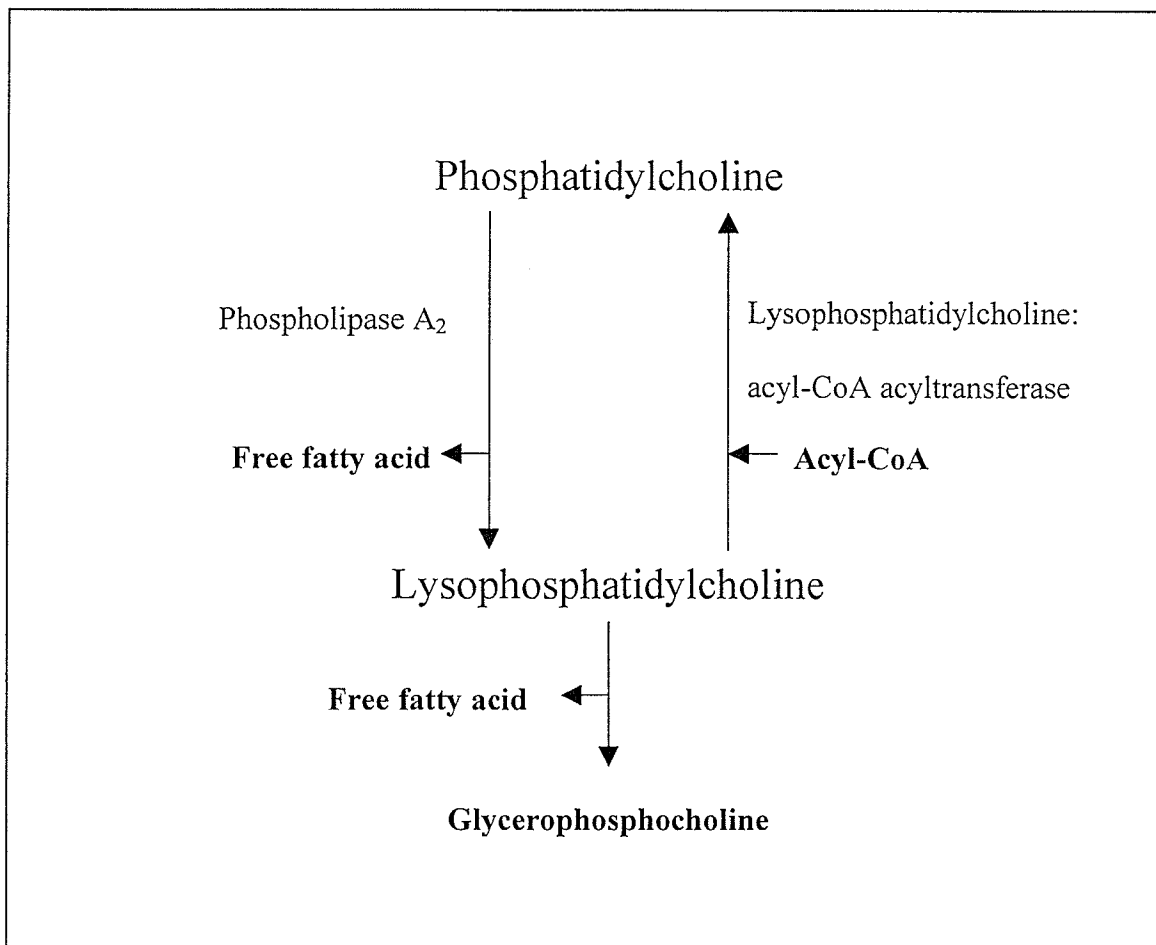 Phosphatidylcholine
Phospholipase A₂
Lysophosphatidylcholine:
acyl-CoA acyltransferase
Free fatty acid
Acyl-CoA
Lysophosphatidylcholine
Free fatty acid
Glycerophosphocholine